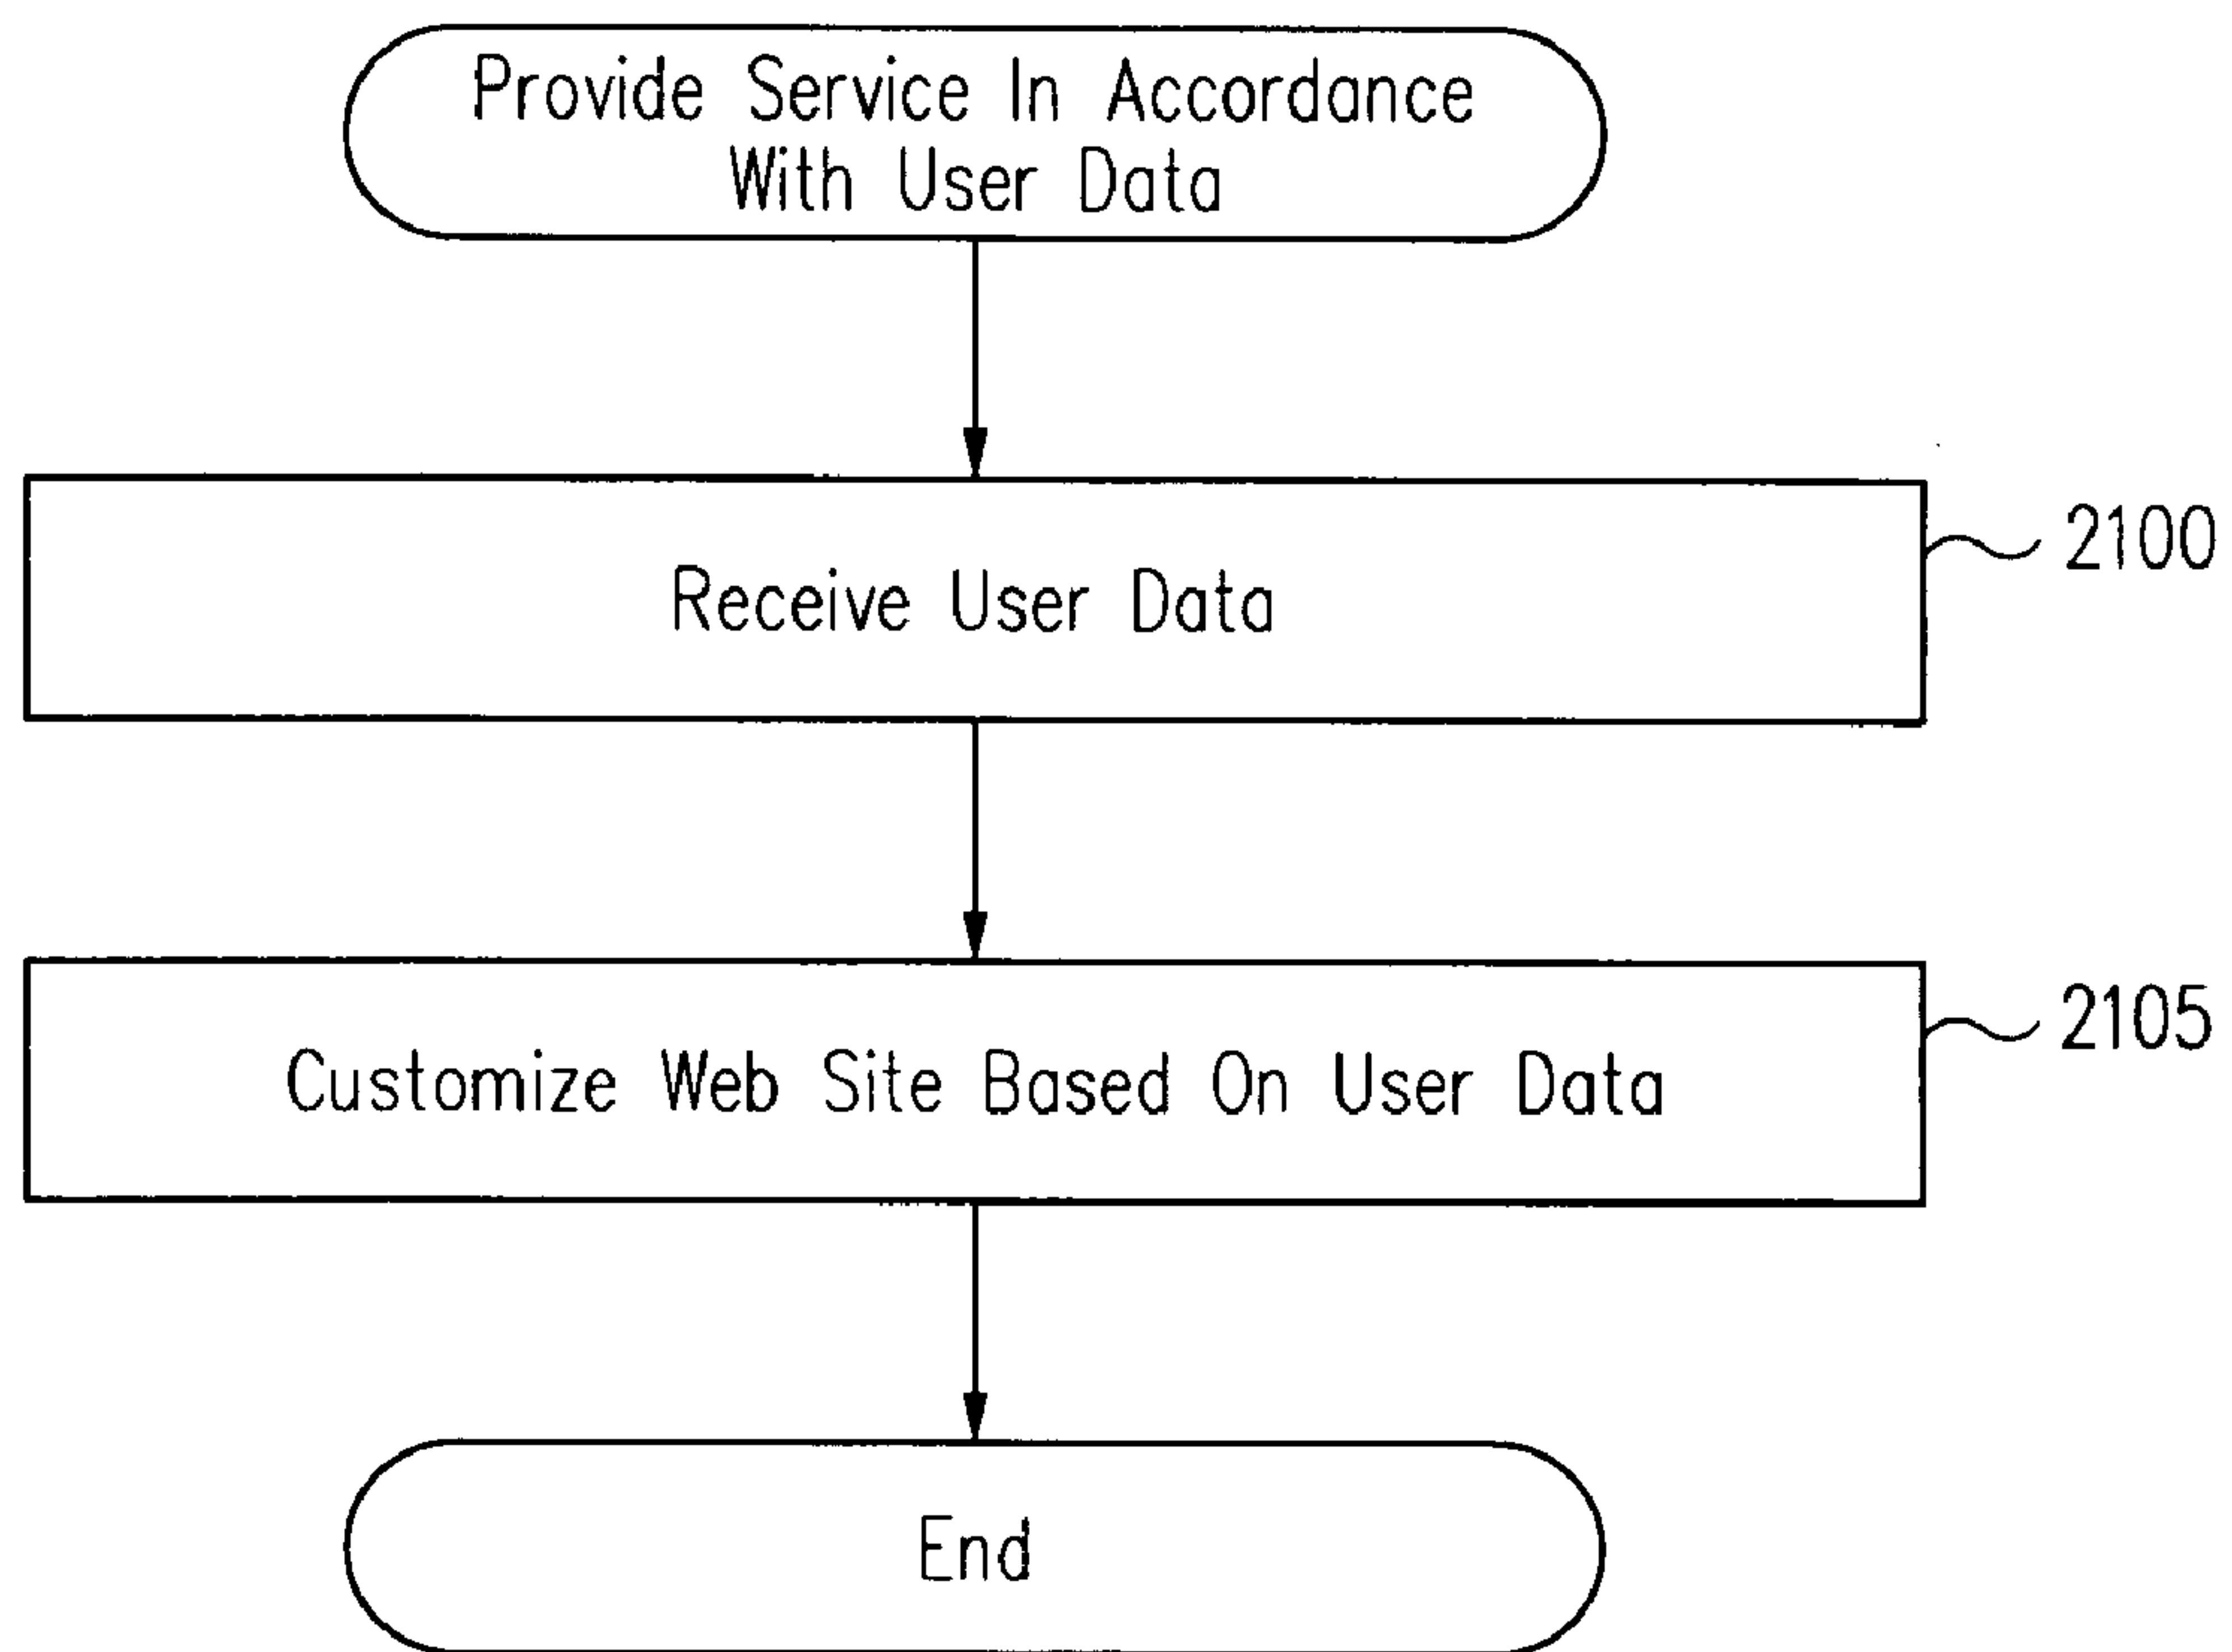 Provide Service In Accordance
With User Data
Receive User Data
2100
Customize Web Site Based On User Data
2105
End